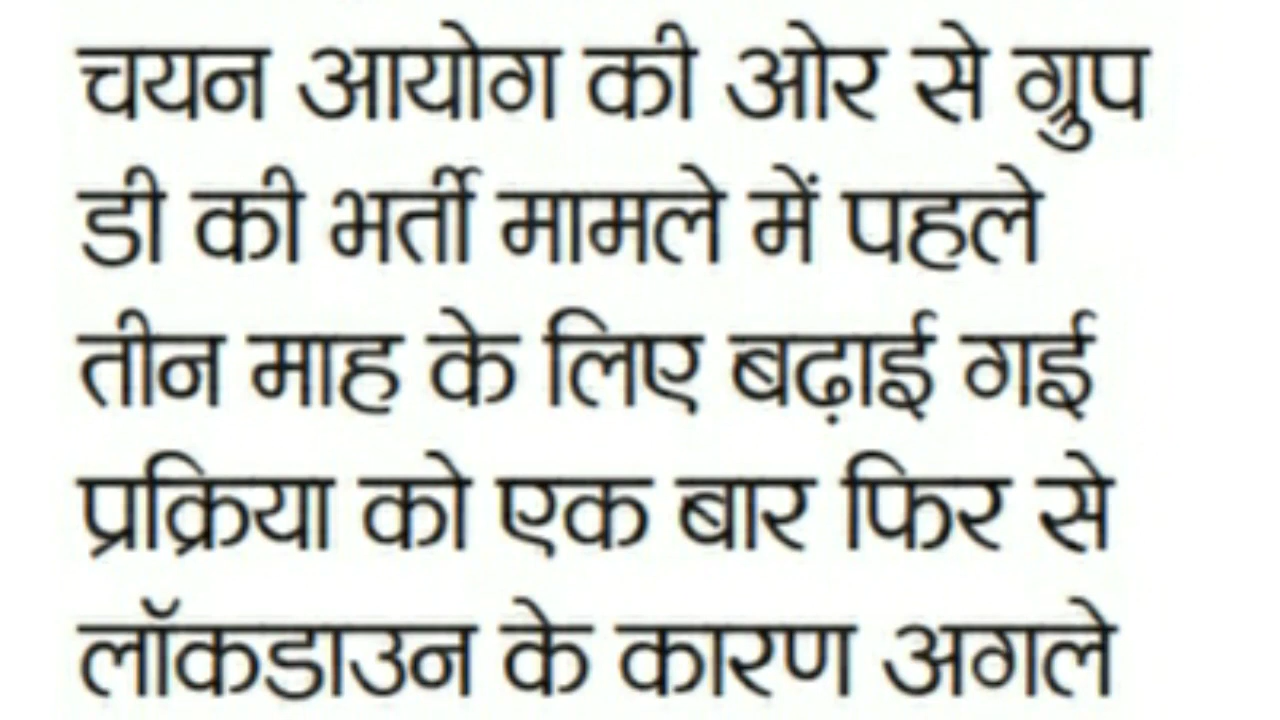 चयन आयोग की ओर से ग्रुप
डी की भर्ती मामले में पहले
तीन माह के लिए बढ़ाई गई
प्रक्रिया को एक बार फिर से
लॉकडाउन के कारण अगले